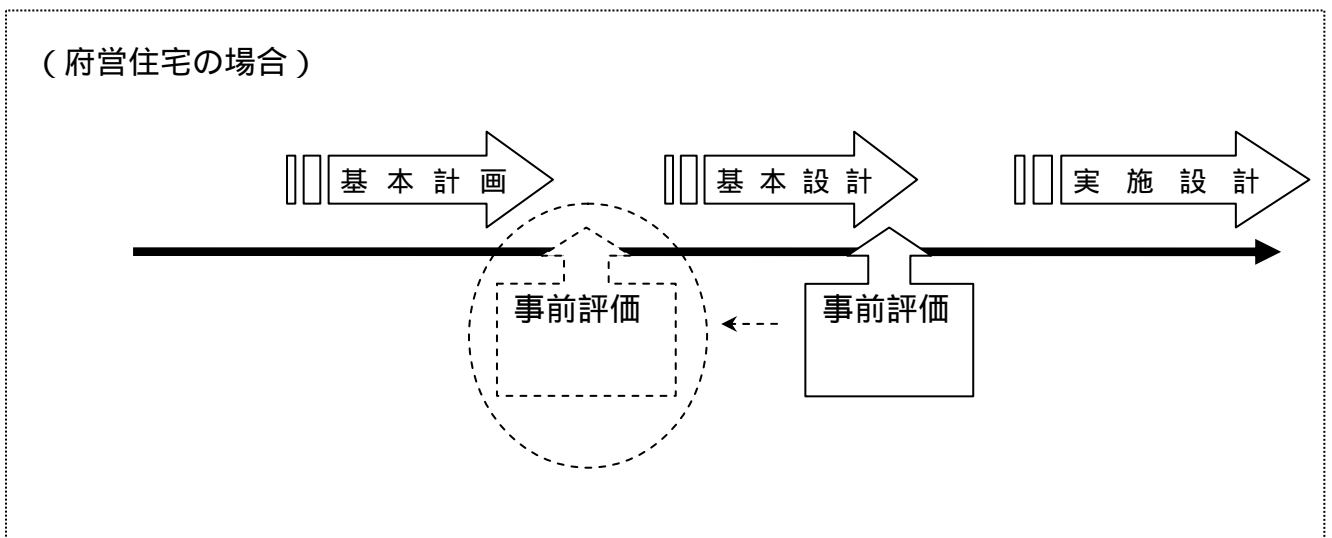 (府営住宅の場合)
基本計画
基本設計
実施設計
事前評価
事前評価